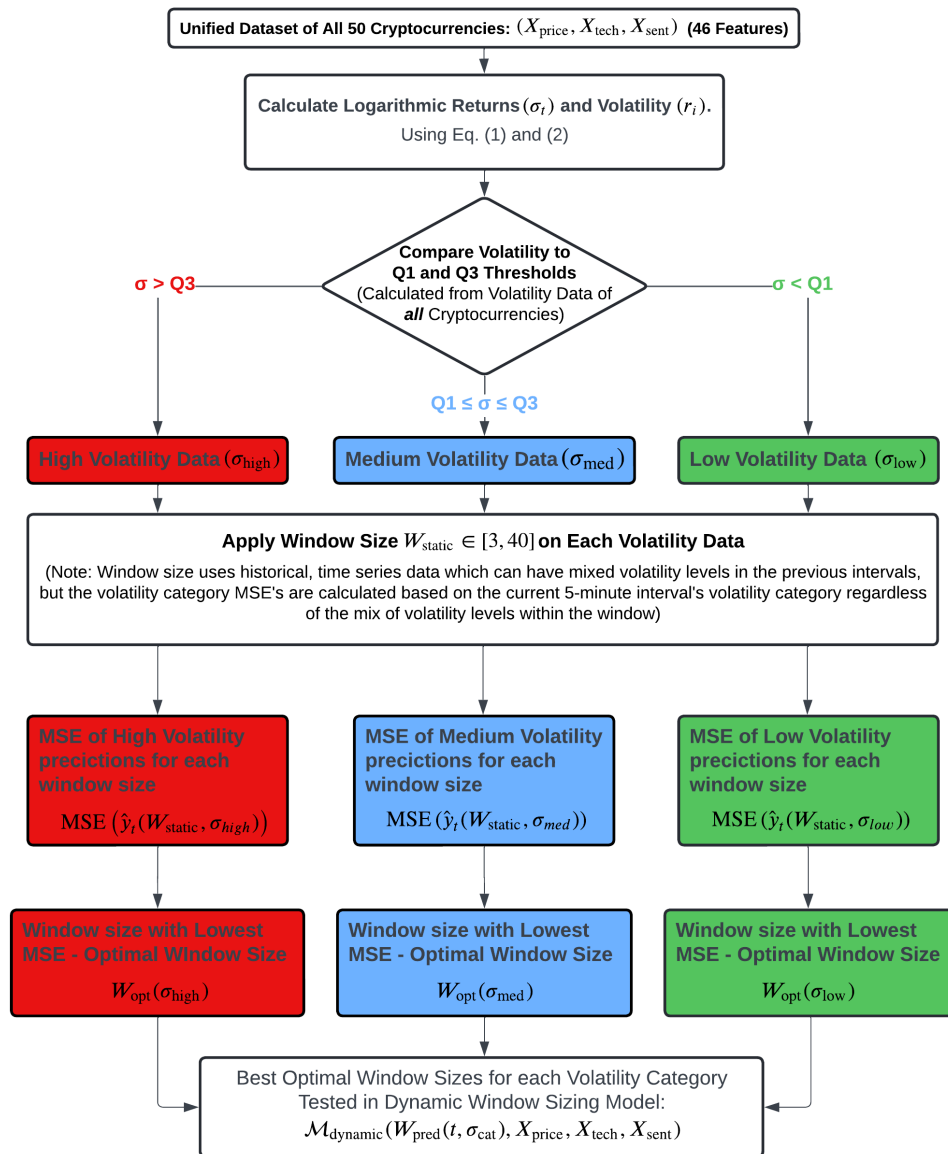 Unified Dataset of All 50 Cryptocurrencies: (X_price, X_tech, X_sent) (46 Features)
Calculate Logarithmic Returns (σ_t) and Volatility (r_i).
Using Eq. (1) and (2)
Compare Volatility to
Q1 and Q3 Thresholds
(Calculated from Volatility Data of
all Cryptocurrencies)
σ > Q3
σ < Q1
Q1 ≤ σ ≤ Q3
High Volatility Data (σ_high)
Medium Volatility Data (σ_med)
Low Volatility Data (σ_low)
Apply Window Size W_static ∈ [3, 40] on Each Volatility Data
(Note: Window size uses historical, time series data which can have mixed volatility levels in the previous intervals,
but the volatility category MSE's are calculated based on the current 5-minute interval's volatility category regardless
of the mix of volatility levels within the window)
MSE of High Volatility
precictions for each
window size
MSE (ŷ_t(W_static, σ_high))
MSE of Medium Volatility
precictions for each
window size
MSE (ŷ_t(W_static, σ_med))
MSE of Low Volatility
precictions for each
window size
MSE (ŷ_t(W_static, σ_low))
Window size with Lowest
MSE - Optimal WIndow Size
W_opt(σ_high)
Window size with Lowest
MSE - Optimal Window Size
W_opt(σ_med)
Window size with Lowest
MSE - Optimal Window Size
W_opt(σ_low)
Best Optimal Window Sizes for each Volatility Category
Tested in Dynamic Window Sizing Model:
ℳ_dynamic(W_pred(t, σ_cat), X_price, X_tech, X_sent)